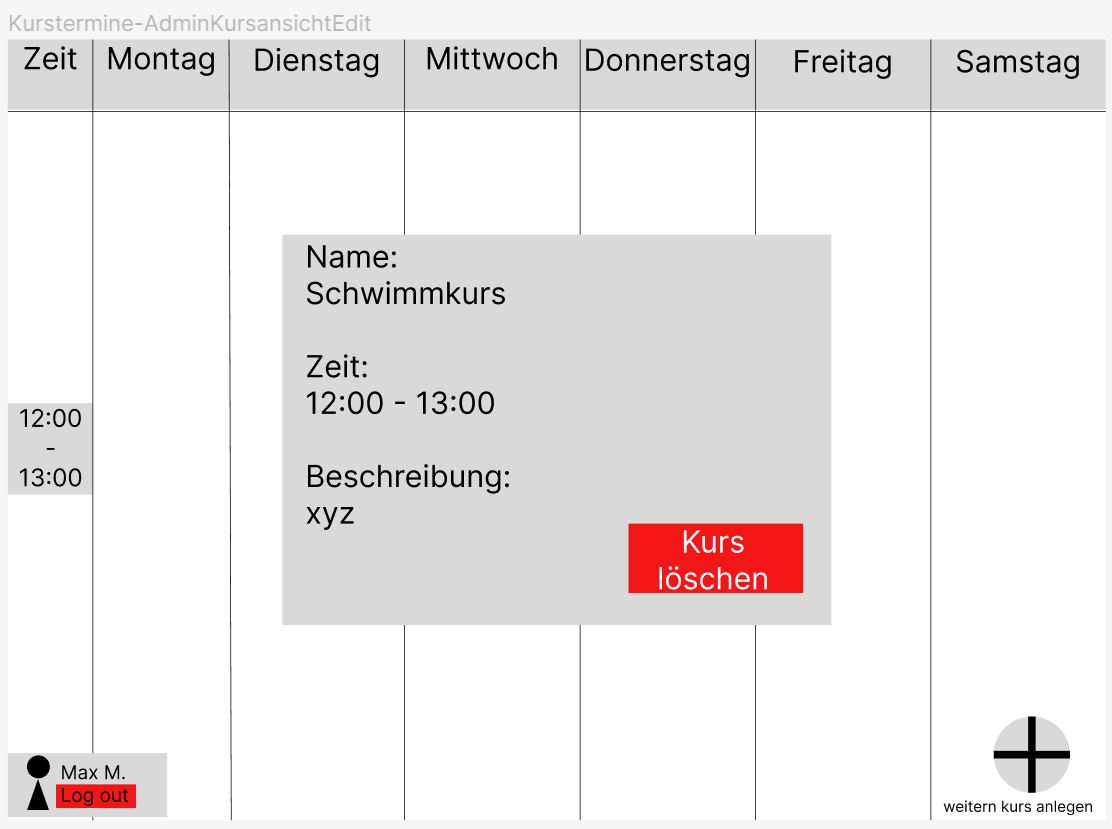 Kurstermine-AdminKursansichtEdit
Zeit Montag Dienstag Mittwoch Donnerstag Freitag Samstag
Name:
Schwimmkurs
Zeit:
12:00 - 13:00
Beschreibung:
xyz
Kurs
löschen
12:00
-
13:00
Max M.
Log out
weitern kurs anlegen